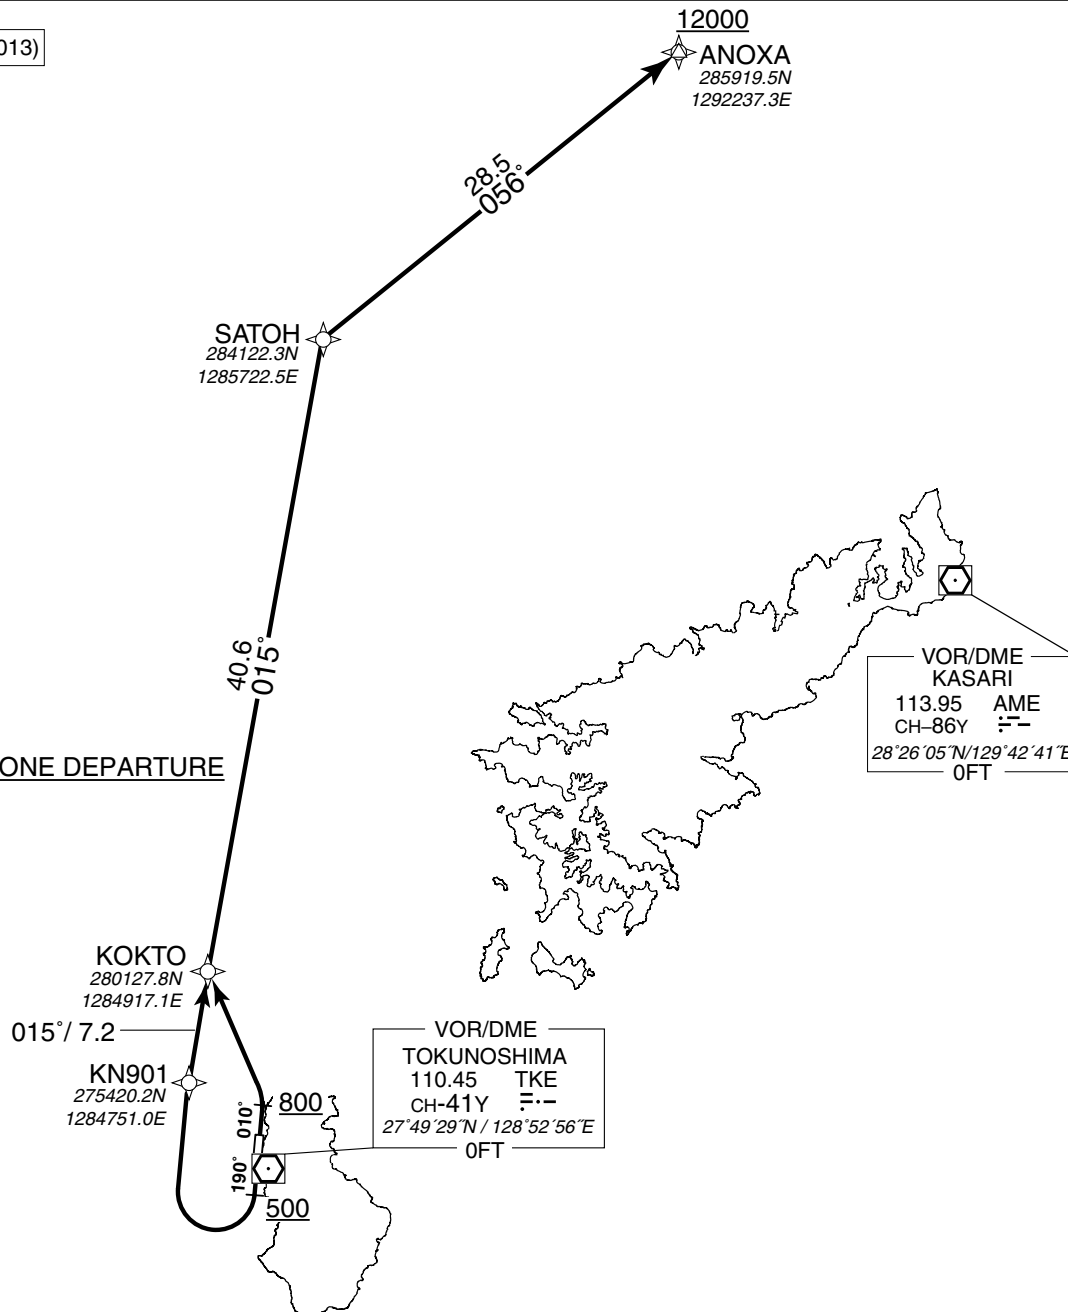 013)
12000
ANOXA
285919.5N
1292237.3E
28.5
056°
SATOH
284122.3N
1285722.5E
40.6
015°
VOR/DME
KASARI
113.95 AME
CH–86Y
28°26´05˝N/129°42´41˝E
0FT
ONE DEPARTURE
KOKTO
280127.8N
1284917.1E
015°/ 7.2
KN901
275420.2N
1284751.0E
VOR/DME
TOKUNOSHIMA
110.45 TKE
CH-41Y
27°49´29˝N / 128°52´56˝E
0FT
800
010°
190°
500